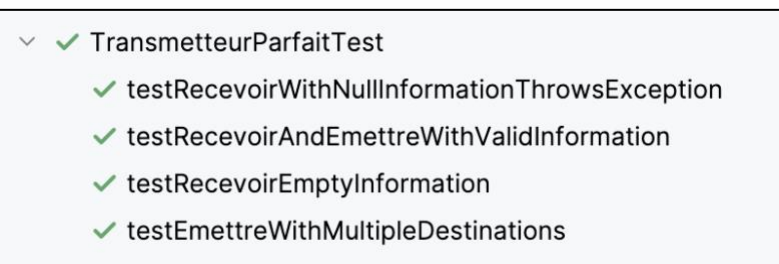 TransmetteurParfaitTest
testRecevoirWithNullInformationThrowsException
testRecevoirAndEmettreWithValidInformation
testRecevoirEmptyInformation
testEmettreWithMultipleDestinations